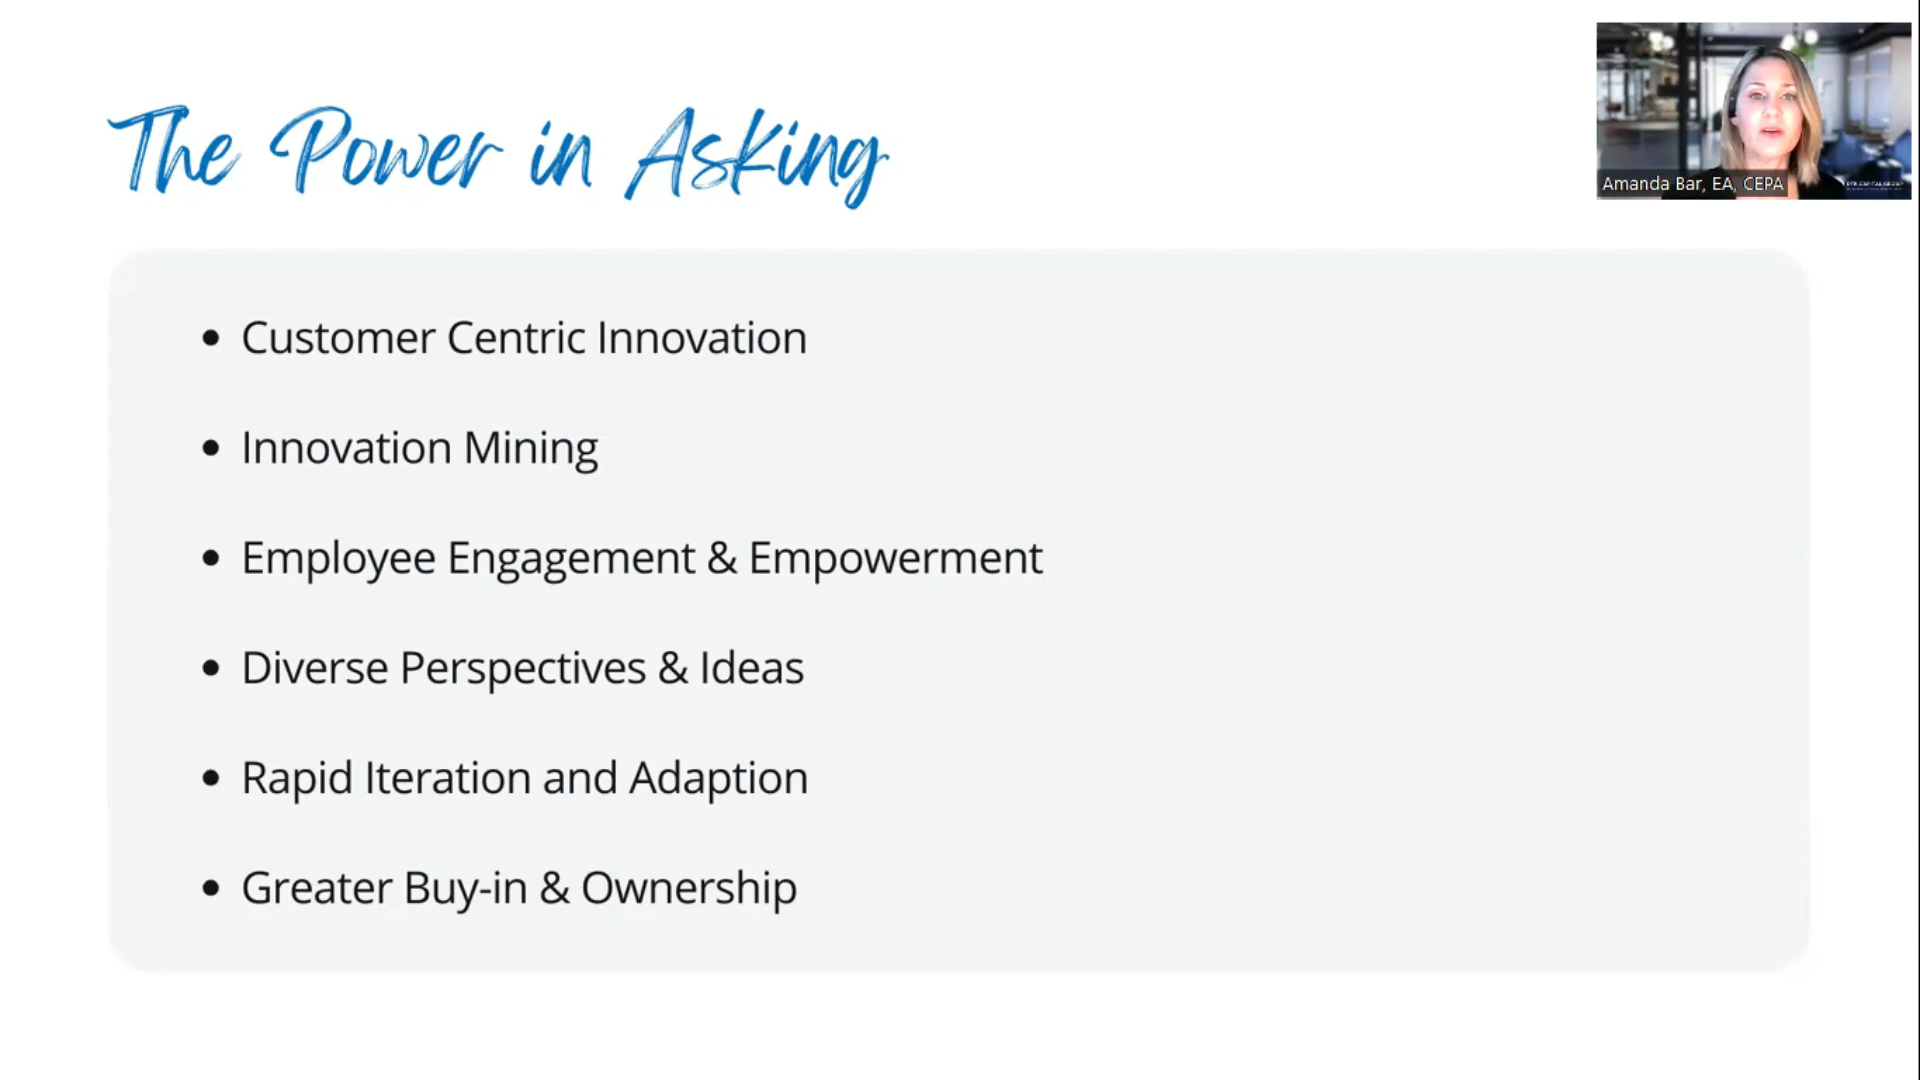 The Power in Asking
Amanda Bar, EA, CEPA
Customer Centric Innovation
Innovation Mining
Employee Engagement & Empowerment
Diverse Perspectives & Ideas
Rapid Iteration and Adaption
Greater Buy-in & Ownership